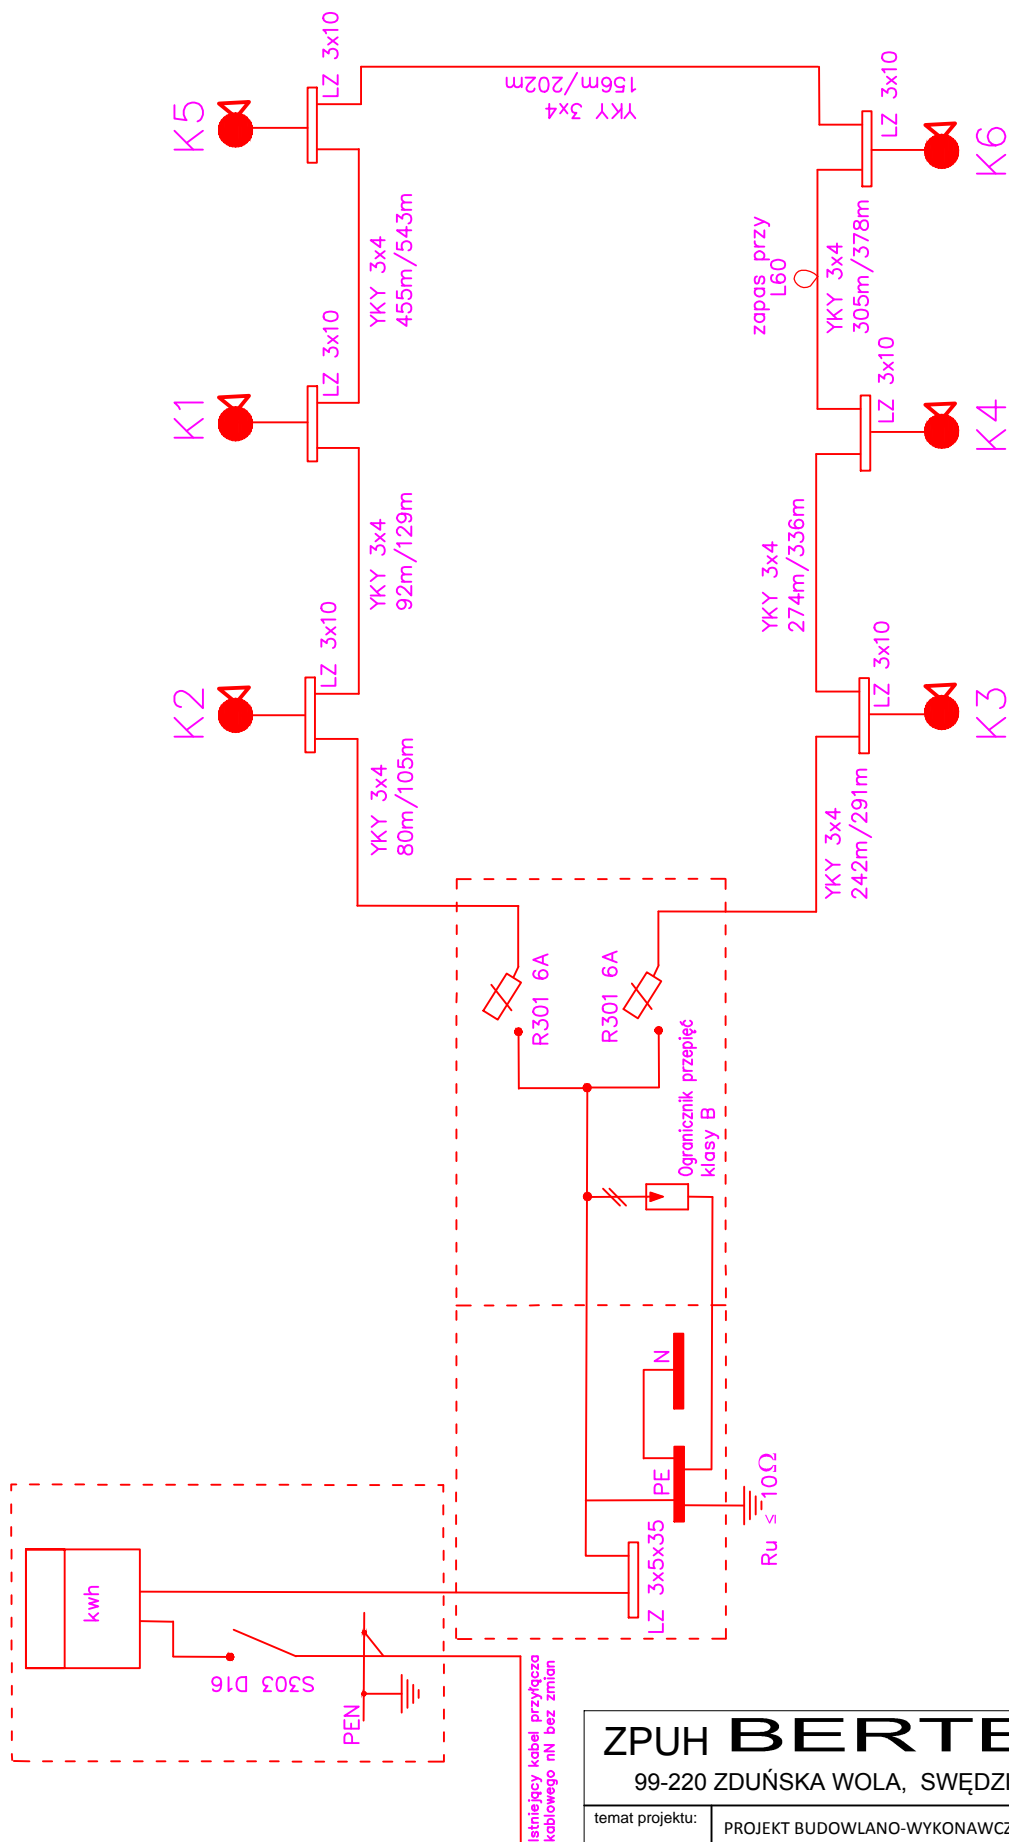 K5
LZ 3x10
YKY 3x4
156m/202m
YKY 3x4
455m/543m
K1
LZ 3x10
YKY 3x4
92m/129m
K2
LZ 3x10
YKY 3x4
80m/105m
LZ 3x10
K6
zapas przy
L60
YKY 3x4
305m/378m
LZ 3x10
K4
YKY 3x4
274m/336m
LZ 3x10
K3
YKY 3x4
242m/291m
R301 6A
R301 6A
Ogranicznik przepięć
klasy B
N
PE
LZ 3x5x35
Ru ≤ 10Ω
kwh
S303 D16
PEN
Istniejący kabel przyłącza
kablowego nN bez zmian
ZPUH BERTE
99-220 ZDUŃSKA WOLA, SWĘDZI
temat projektu:
PROJEKT BUDOWLANO-WYKONAWCZ